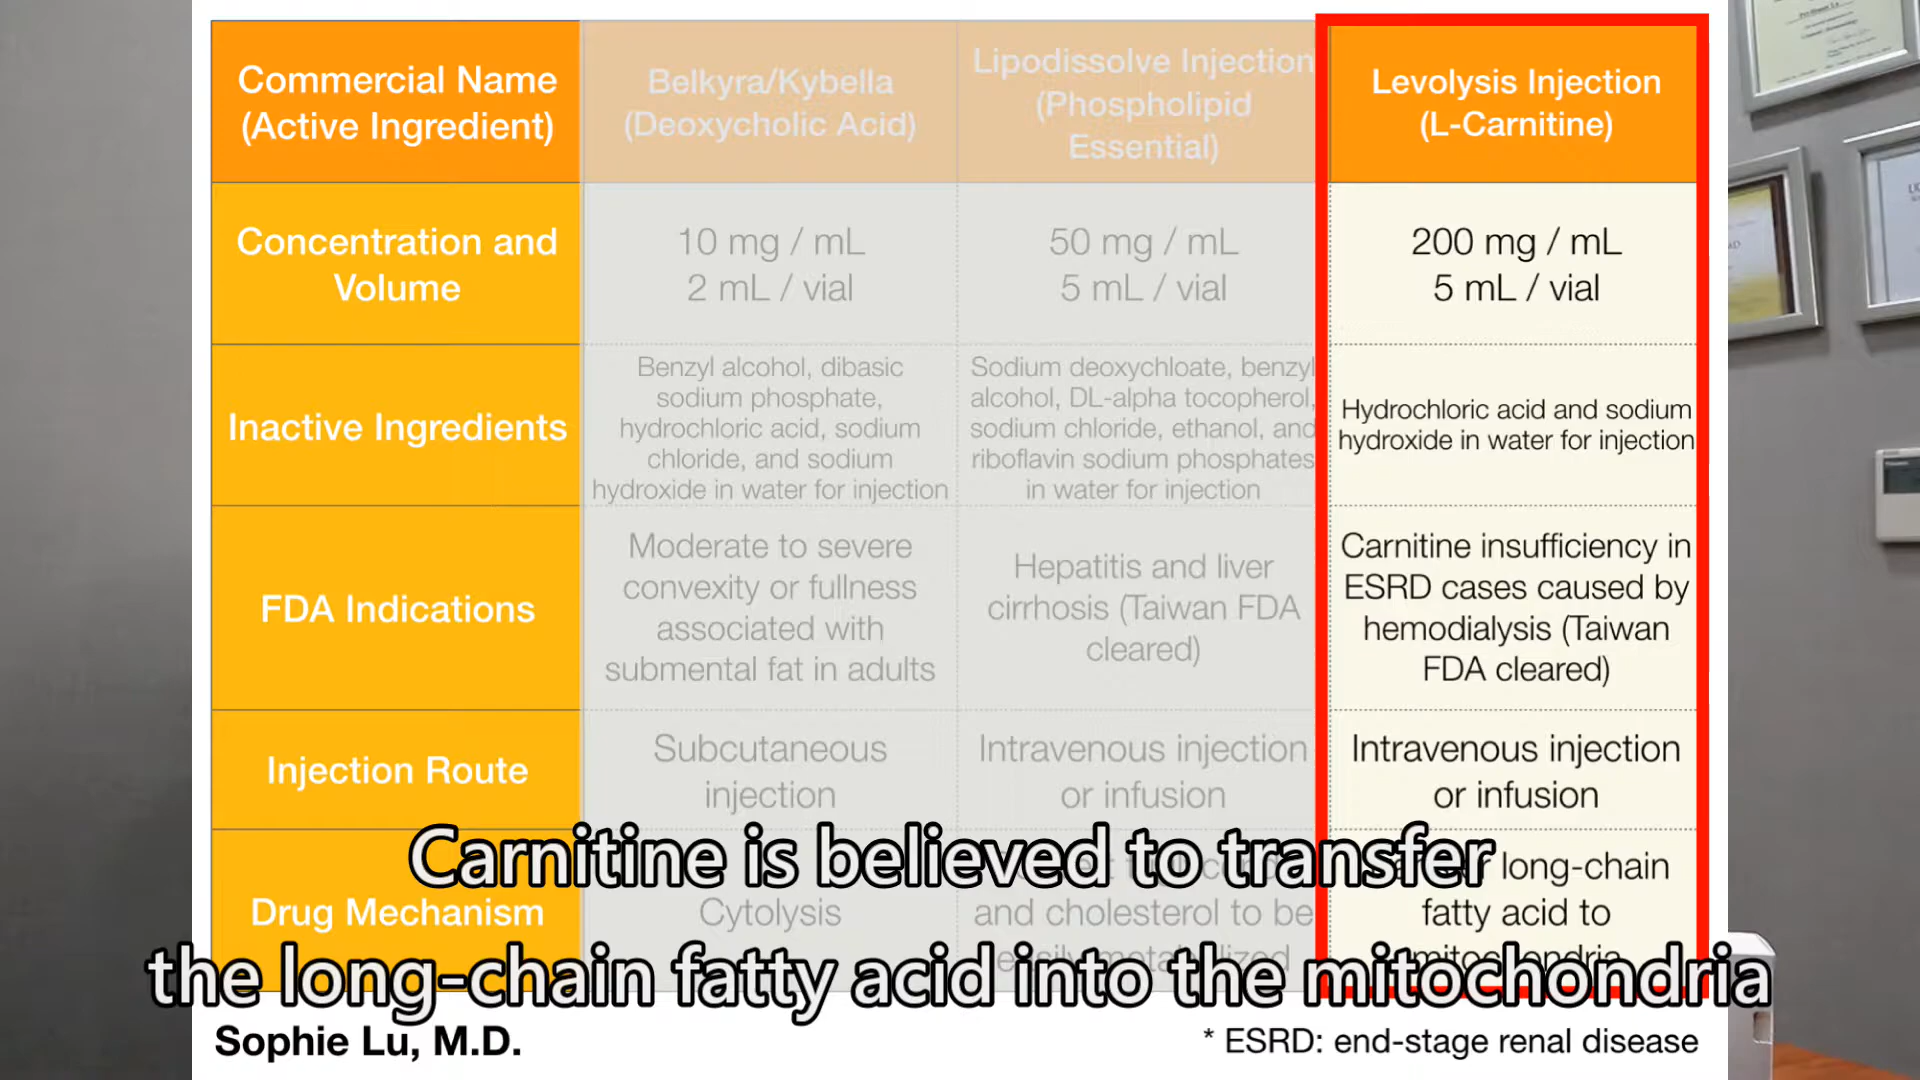 Commercial Name
(Active Ingredient)
Belkyra/Kybella
(Deoxycholic Acid)
Lipodissolve Injection
(Phospholipid
Essential)
Levolysis Injection
(L-Carnitine)
Concentration and
Volume
10 mg / mL
2 mL / vial
50 mg / mL
5 mL / vial
200 mg / mL
5 mL / vial
Inactive Ingredients
Benzyl alcohol, dibasic
sodium phosphate,
hydrochloric acid, sodium
chloride, and sodium
hydroxide in water for injection
Sodium deoxychloate, benzyl
alcohol, DL-alpha tocopherol,
sodium chloride, ethanol, and
riboflavin sodium phosphates
in water for injection
Hydrochloric acid and sodium
hydroxide in water for injection
FDA Indications
Moderate to severe
convexity or fullness
associated with
submental fat in adults
Hepatitis and liver
cirrhosis (Taiwan FDA
cleared)
Carnitine insufficiency in
ESRD cases caused by
hemodialysis (Taiwan
FDA cleared)
Injection Route
Subcutaneous
injection
Intravenous injection
or infusion
Intravenous injection
or infusion
Drug Mechanism
Cytolysis
and cholesterol to be
easily metabolized
long-chain
fatty acid to
mitochondria
Carnitine is believed to transfer
the long-chain fatty acid into the mitochondria
Sophie Lu, M.D.
* ESRD: end-stage renal disease